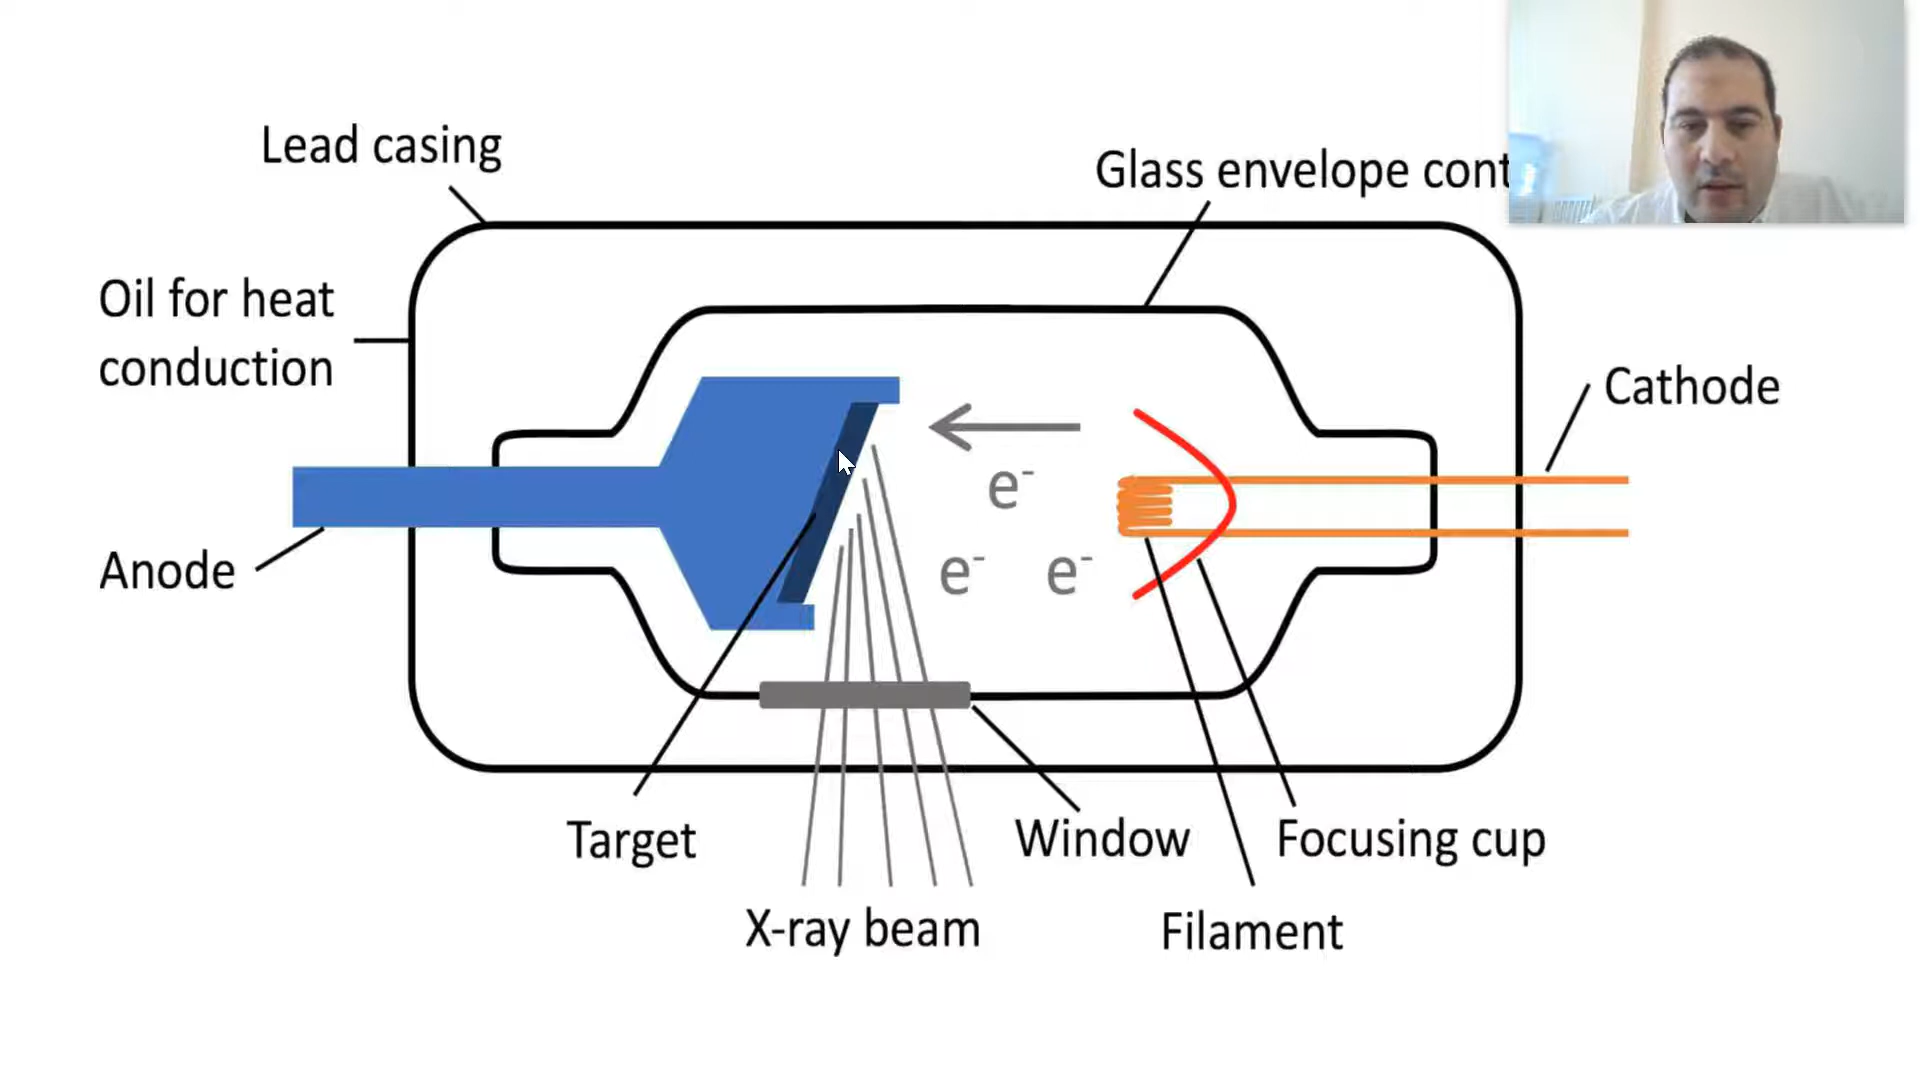 Lead casing
Glass envelope cont
Oil for heat
conduction
Cathode
e⁻
Anode
e⁻ e⁻
Target
Window
Focusing cup
X-ray beam
Filament